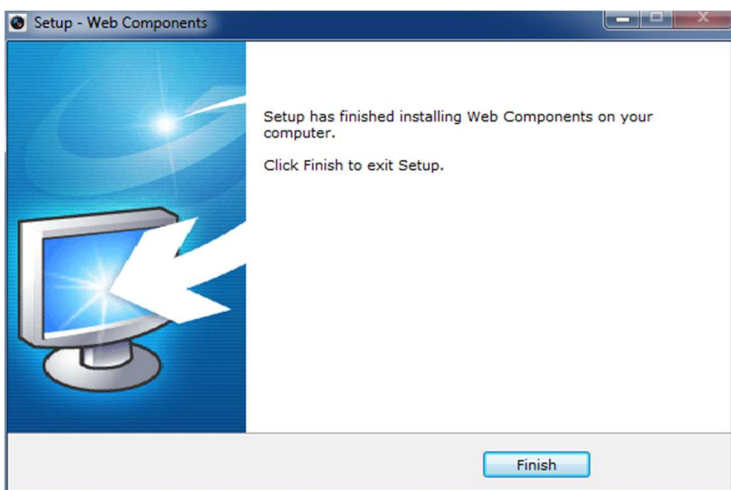 Setup - Web Components
Setup has finished installing Web Components on your
computer.
Click Finish to exit Setup.
Finish